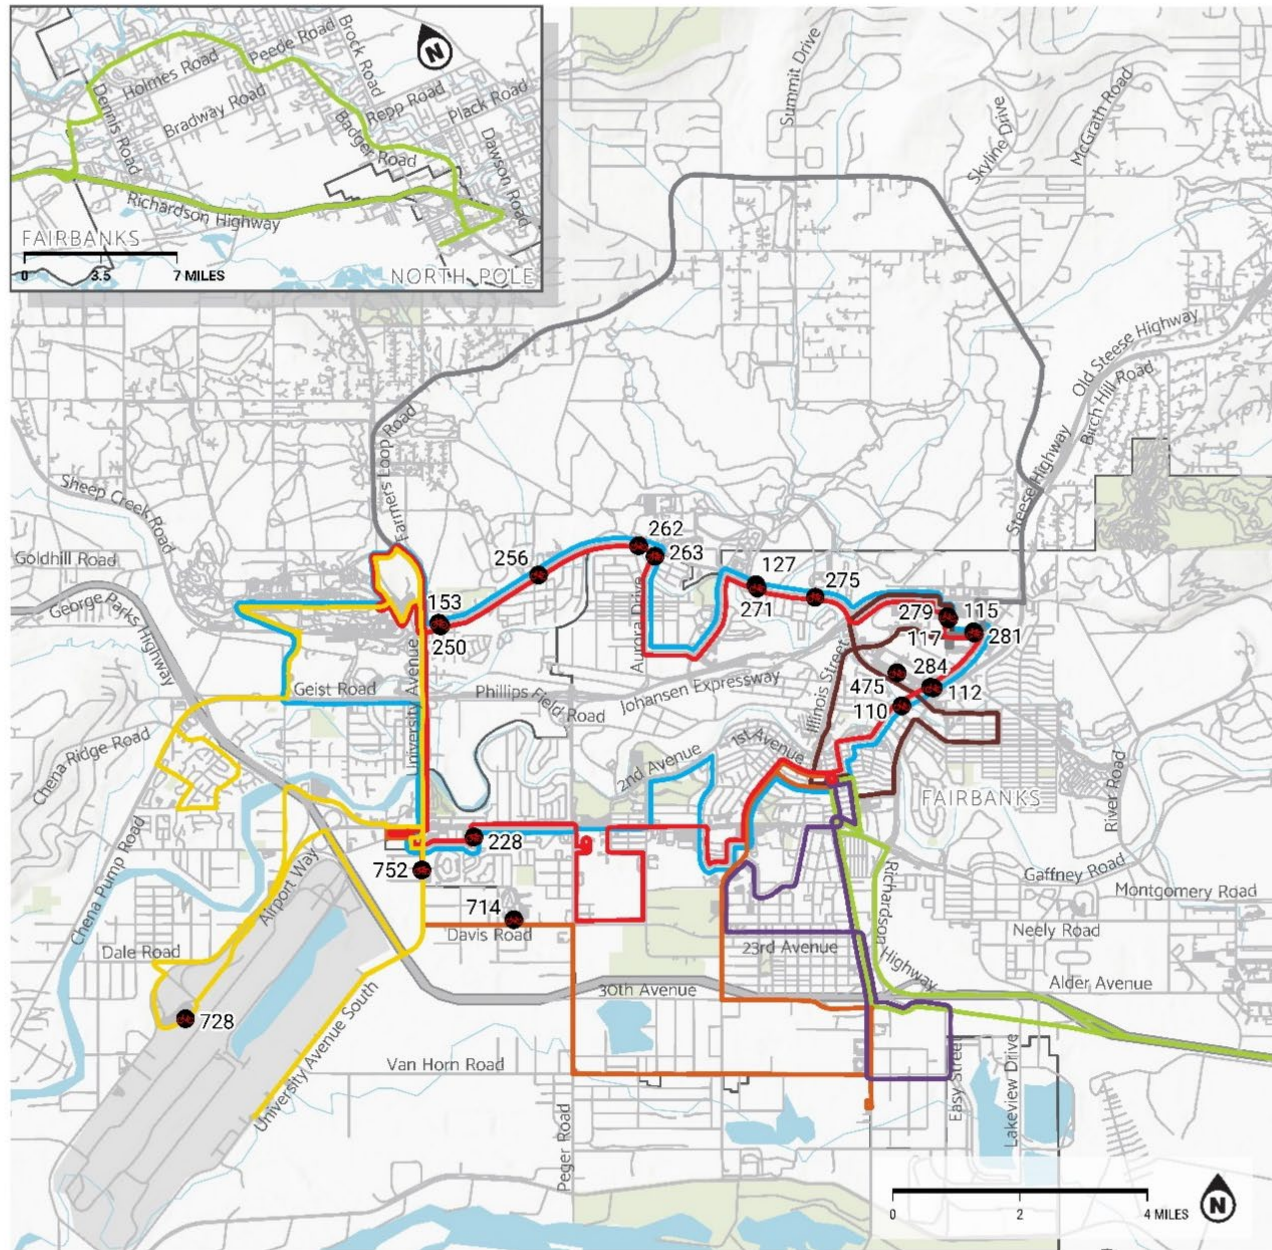 Brock Road
Peede Road
N
Holmes Road
Repp Road
Plack Road
Dennis Road
Bradway Road
Badger Road
Dawson Road
Richardson Highway
FAIRBANKS
0 3.5 7 MILES
NORTH POLE
Summit Drive
Skyline Drive
McGrath Road
Old Steese Highway
Birch Hill Road
Steese Highway
Farmers Loop Road
Sheep Creek Road
Goldhill Road
George Parks Highway
262
263
256
127
275
271
153
250
279
115
117
281
Aurora Drive
University Avenue
Geist Road
Phillips Field Road
Johansen Expressway
Illinois Street
284
475
112
110
Chena Ridge Road
2nd Avenue
1st Avenue
FAIRBANKS
River Road
Chena Pump Road
228
752
Airport Way
714
Davis Road
Gaffney Road
Montgomery Road
Richardson Highway
Neely Road
23rd Avenue
Dale Road
30th Avenue
Alder Avenue
728
University Avenue South
Van Horn Road
Easy Street
Lakeview Drive
Peger Road
0 2 4 MILES
N